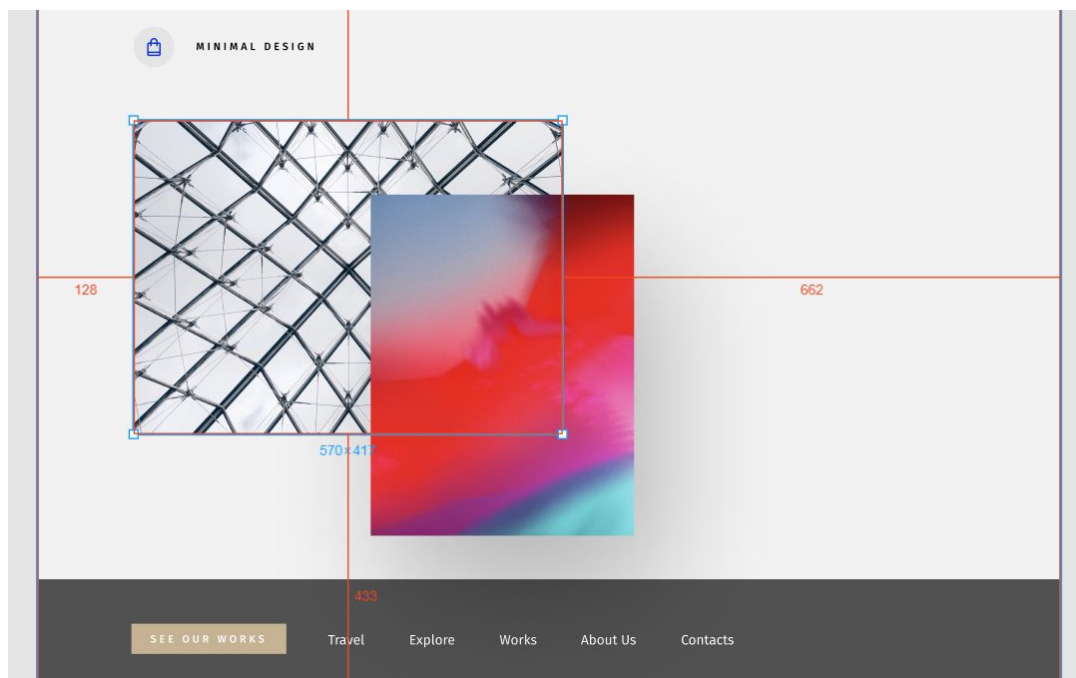 MINIMAL DESIGN
128
662
570×417
433
SEE OUR WORKS
Travel
Explore
Works
About Us
Contacts